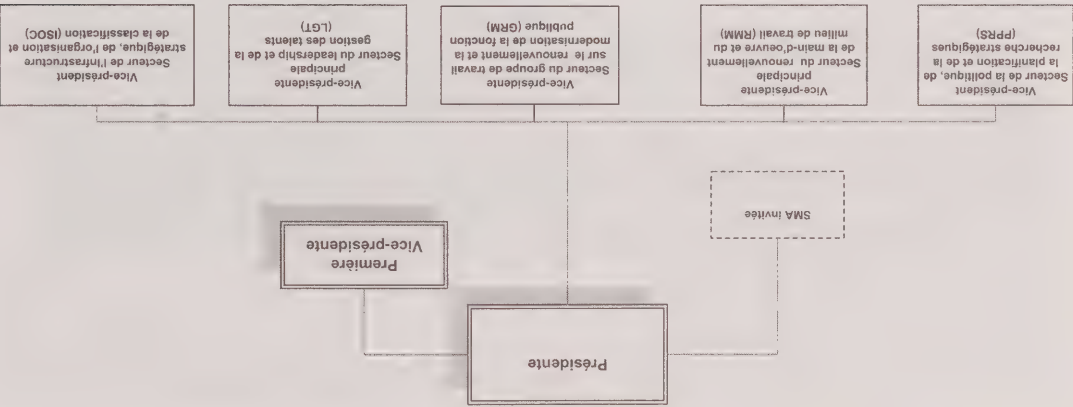 Présidente
Première
Vice-présidente
SMA invitée
Vice-président
Secteur de la politique, de
la planification et de la
recherche stratégiques
(PPRS)
Vice-présidente
principale
Secteur du renouvellement
de la main-d'oeuvre et du
milieu de travail (RMM)
Vice-présidente
Secteur du groupe de travail
sur le renouvellement et la
modernisation de la fonction
publique (GRM)
Vice-présidente
principale
Secteur du leadership et de la
gestion des talents
(LGT)
Vice-président
Secteur de l'infrastructure
stratégique, de l'organisation et
de la classification (ISOC)